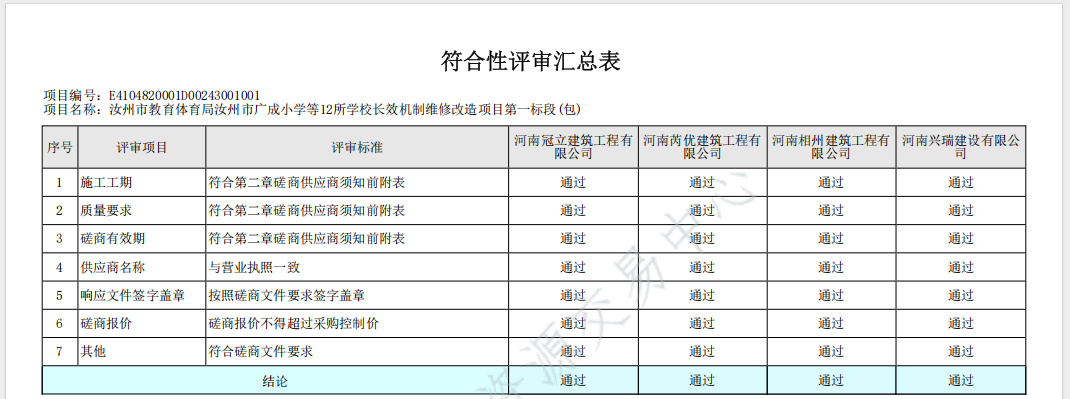 符合性评审汇总表
项目编号：E4104820001D00243001001
项目名称：汝州市教育体育局汝州市广成小学等12所学校长效机制维修改造项目第一标段(包)
序号 评审项目 评审标准 河南冠立建筑工程有限公司 河南芮优建筑工程有限公司 河南相州建筑工程有限公司 河南兴瑞建设有限公司
1 施工工期 符合第二章磋商供应商须知前附表 通过 通过 通过 通过
2 质量要求 符合第二章磋商供应商须知前附表 通过 通过 通过 通过
3 磋商有效期 符合第二章磋商供应商须知前附表 通过 通过 通过 通过
4 供应商名称 与营业执照一致 通过 通过 通过 通过
5 响应文件签字盖章 按照磋商文件要求签字盖章 通过 通过 通过 通过
6 磋商报价 磋商报价不得超过采购控制价 通过 通过 通过 通过
7 其他 符合磋商文件要求 通过 通过 通过 通过
结论 通过 通过 通过 通过
资源交易中心